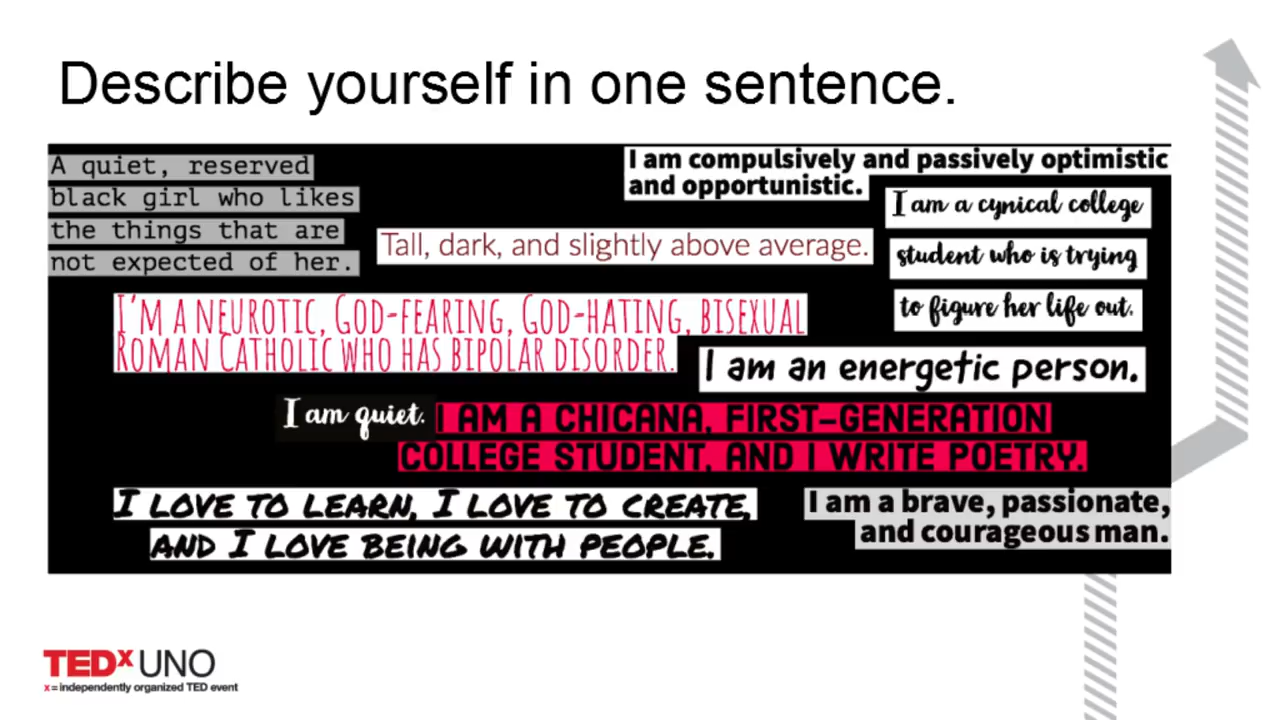 Describe yourself in one sentence.
A quiet, reserved
black girl who likes
the things that are
not expected of her.
I am compulsively and passively optimistic
and opportunistic.
I am a cynical college
student who is trying
to figure her life out.
Tall, dark, and slightly above average.
I'M A NEUROTIC, GOD-FEARING, GOD-HATING, BISEXUAL
ROMAN CATHOLIC WHO HAS BIPOLAR DISORDER.
I am an energetic person.
I am quiet.
I AM A CHICANA, FIRST-GENERATION
COLLEGE STUDENT, AND I WRITE POETRY.
I LOVE TO LEARN, I LOVE TO CREATE,
AND I LOVE BEING WITH PEOPLE.
I am a brave, passionate,
and courageous man.
TEDx UNO
x = independently organized TED event